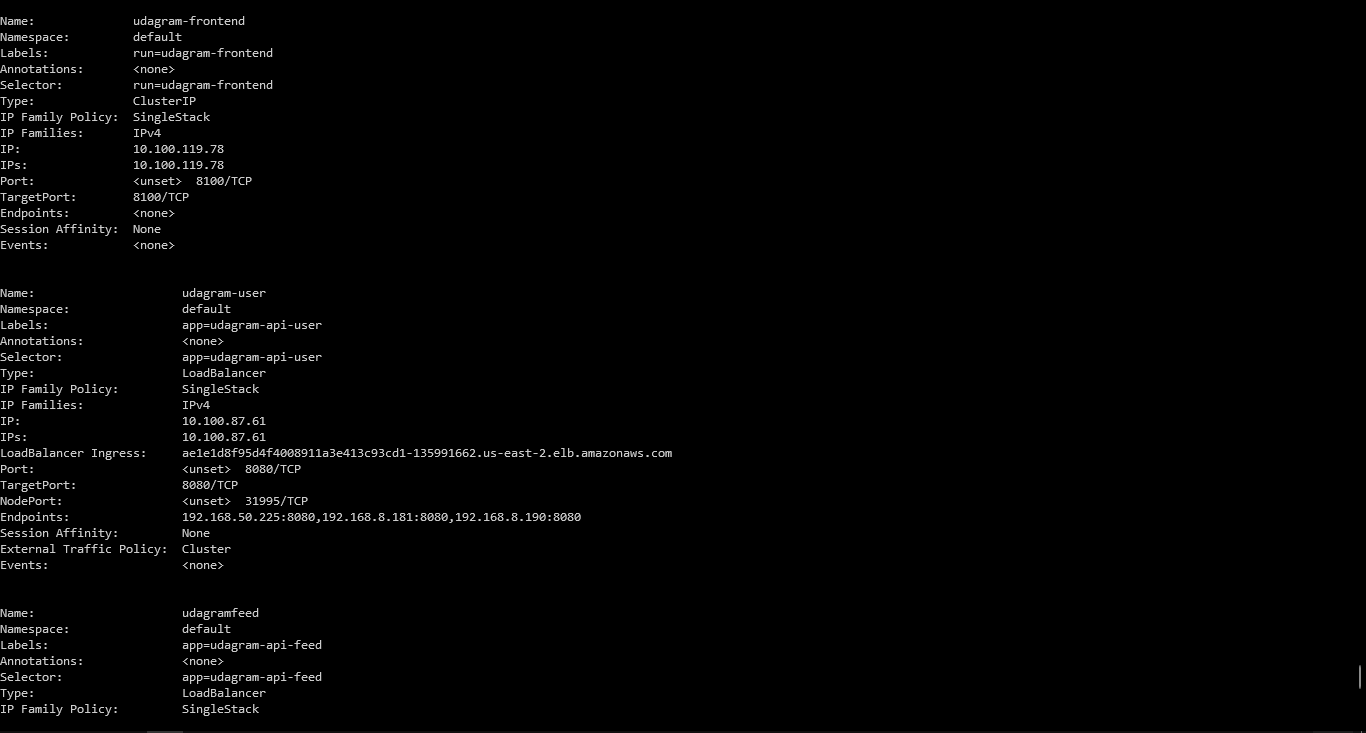 Name:              udagram-frontend
Namespace:         default
Labels:            run=udagram-frontend
Annotations:       <none>
Selector:          run=udagram-frontend
Type:              ClusterIP
IP Family Policy:  SingleStack
IP Families:       IPv4
IP:                10.100.119.78
IPs:               10.100.119.78
Port:              <unset>  8100/TCP
TargetPort:        8100/TCP
Endpoints:         <none>
Session Affinity:  None
Events:            <none>
Name:                     udagram-user
Namespace:                default
Labels:                   app=udagram-api-user
Annotations:              <none>
Selector:                 app=udagram-api-user
Type:                     LoadBalancer
IP Family Policy:         SingleStack
IP Families:              IPv4
IP:                       10.100.87.61
IPs:                      10.100.87.61
LoadBalancer Ingress:     ae1e1d8f95d4f4008911a3e413c93cd1-135991662.us-east-2.elb.amazonaws.com
Port:                     <unset>  8080/TCP
TargetPort:               8080/TCP
NodePort:                 <unset>  31995/TCP
Endpoints:                192.168.50.225:8080,192.168.8.181:8080,192.168.8.190:8080
Session Affinity:         None
External Traffic Policy:  Cluster
Events:                   <none>
Name:                     udagramfeed
Namespace:                default
Labels:                   app=udagram-api-feed
Annotations:              <none>
Selector:                 app=udagram-api-feed
Type:                     LoadBalancer
IP Family Policy:         SingleStack